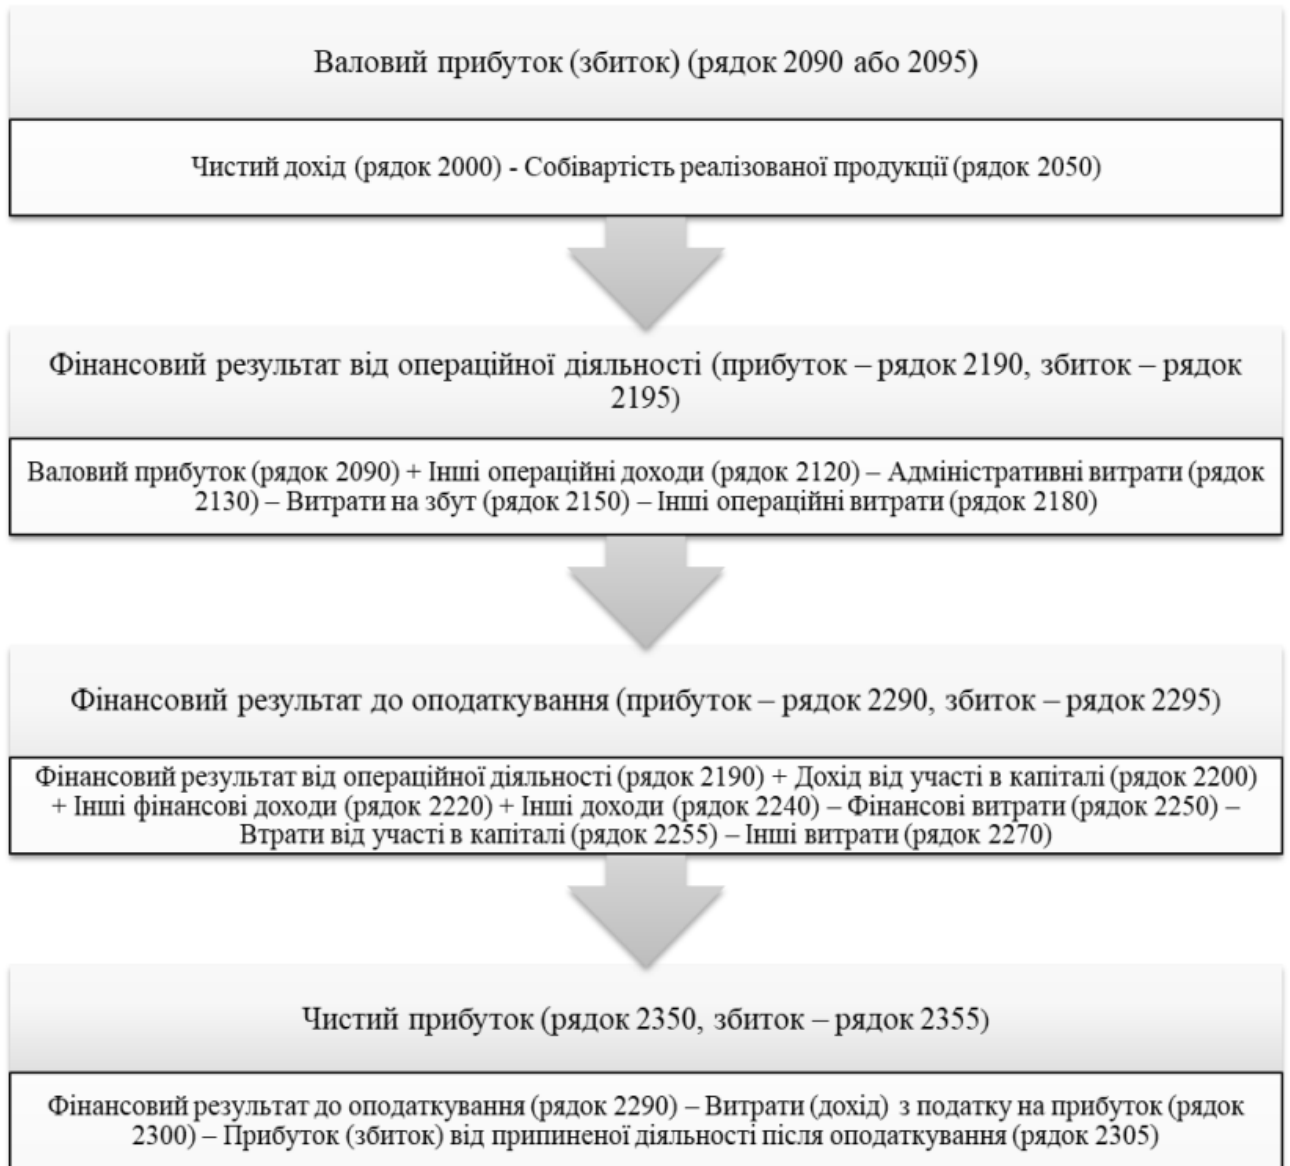 Валовий прибуток (збиток) (рядок 2090 або 2095)
Чистий дохід (рядок 2000) - Собівартість реалізованої продукції (рядок 2050)
Фінансовий результат від операційної діяльності (прибуток – рядок 2190, збиток – рядок
2195)
Валовий прибуток (рядок 2090) + Інші операційні доходи (рядок 2120) – Адміністративні витрати (рядок
2130) – Витрати на збут (рядок 2150) – Інші операційні витрати (рядок 2180)
Фінансовий результат до оподаткування (прибуток – рядок 2290, збиток – рядок 2295)
Фінансовий результат від операційної діяльності (рядок 2190) + Дохід від участі в капіталі (рядок 2200)
+ Інші фінансові доходи (рядок 2220) + Інші доходи (рядок 2240) – Фінансові витрати (рядок 2250) –
Втрати від участі в капіталі (рядок 2255) – Інші витрати (рядок 2270)
Чистий прибуток (рядок 2350, збиток – рядок 2355)
Фінансовий результат до оподаткування (рядок 2290) – Витрати (дохід) з податку на прибуток (рядок
2300) – Прибуток (збиток) від припиненої діяльності після оподаткування (рядок 2305)